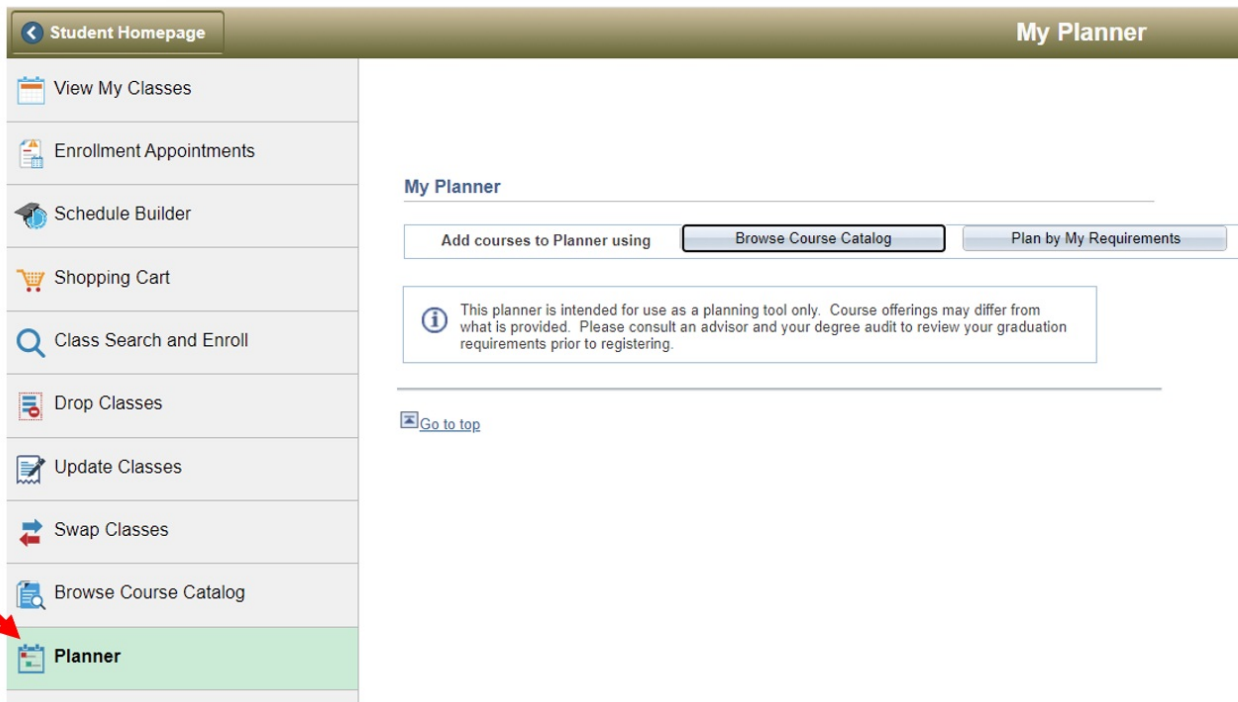 Student Homepage
My Planner
View My Classes
Enrollment Appointments
Schedule Builder
Shopping Cart
Class Search and Enroll
Drop Classes
Update Classes
Swap Classes
Browse Course Catalog
Planner
My Planner
Add courses to Planner using
Browse Course Catalog
Plan by My Requirements
This planner is intended for use as a planning tool only. Course offerings may differ from
what is provided. Please consult an advisor and your degree audit to review your graduation
requirements prior to registering.
Go to top